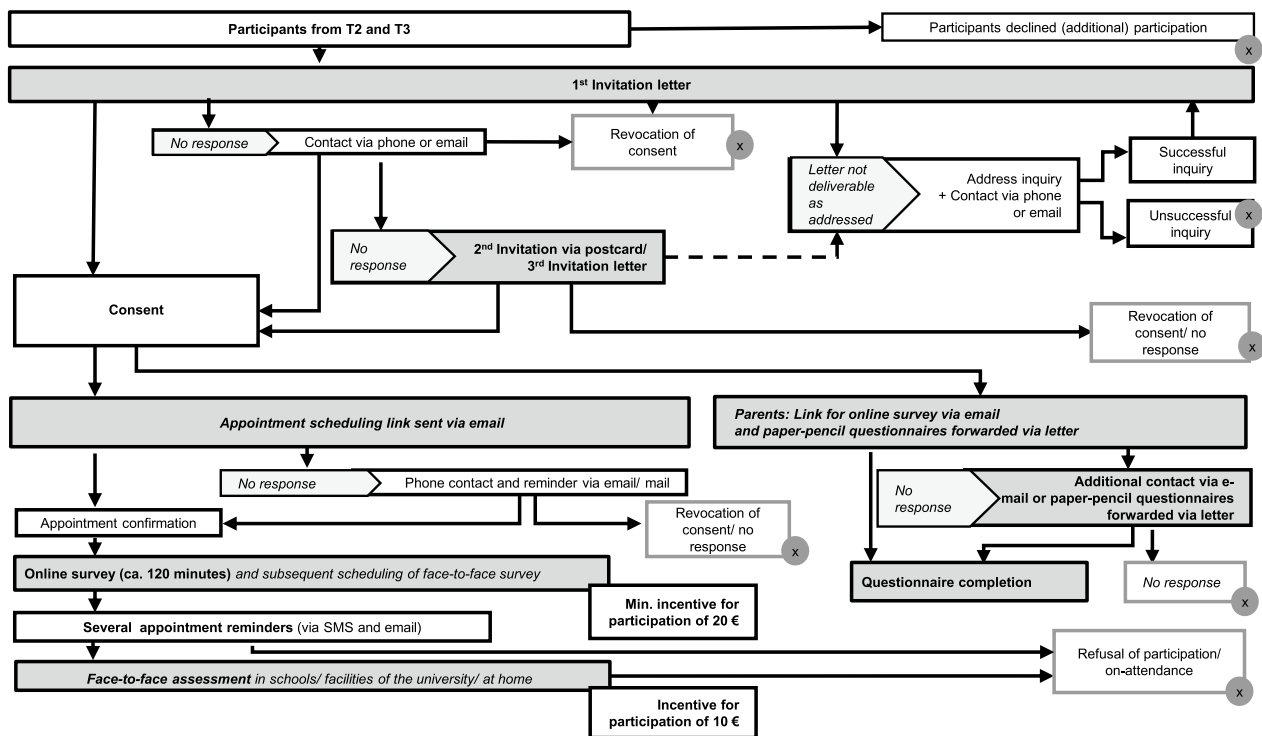 Participants from T2 and T3
Participants declined (additional) participation
x
1st Invitation letter
No response
Contact via phone or email
Revocation of
consent
x
Letter not
deliverable
as
addressed
Address inquiry
+ Contact via phone
or email
Successful
inquiry
Unsuccessful
inquiry
x
No
response
2nd Invitation via postcard/
3rd Invitation letter
Consent
Revocation of
consent/ no
response
x
Appointment scheduling link sent via email
Parents: Link for online survey via email
and paper-pencil questionnaires forwarded via letter
No response
Phone contact and reminder via email/ mail
No
response
Additional contact via e-
mail or paper-pencil questionnaires
forwarded via letter
Appointment confirmation
Revocation of
consent/ no
response
x
Online survey (ca. 120 minutes) and subsequent scheduling of face-to-face survey
Questionnaire completion
No response
x
Min. incentive for
participation of 20 €
Several appointment reminders (via SMS and email)
Refusal of participation/
on-attendance
x
Face-to-face assessment in schools/ facilities of the university/ at home
Incentive for
participation of 10 €